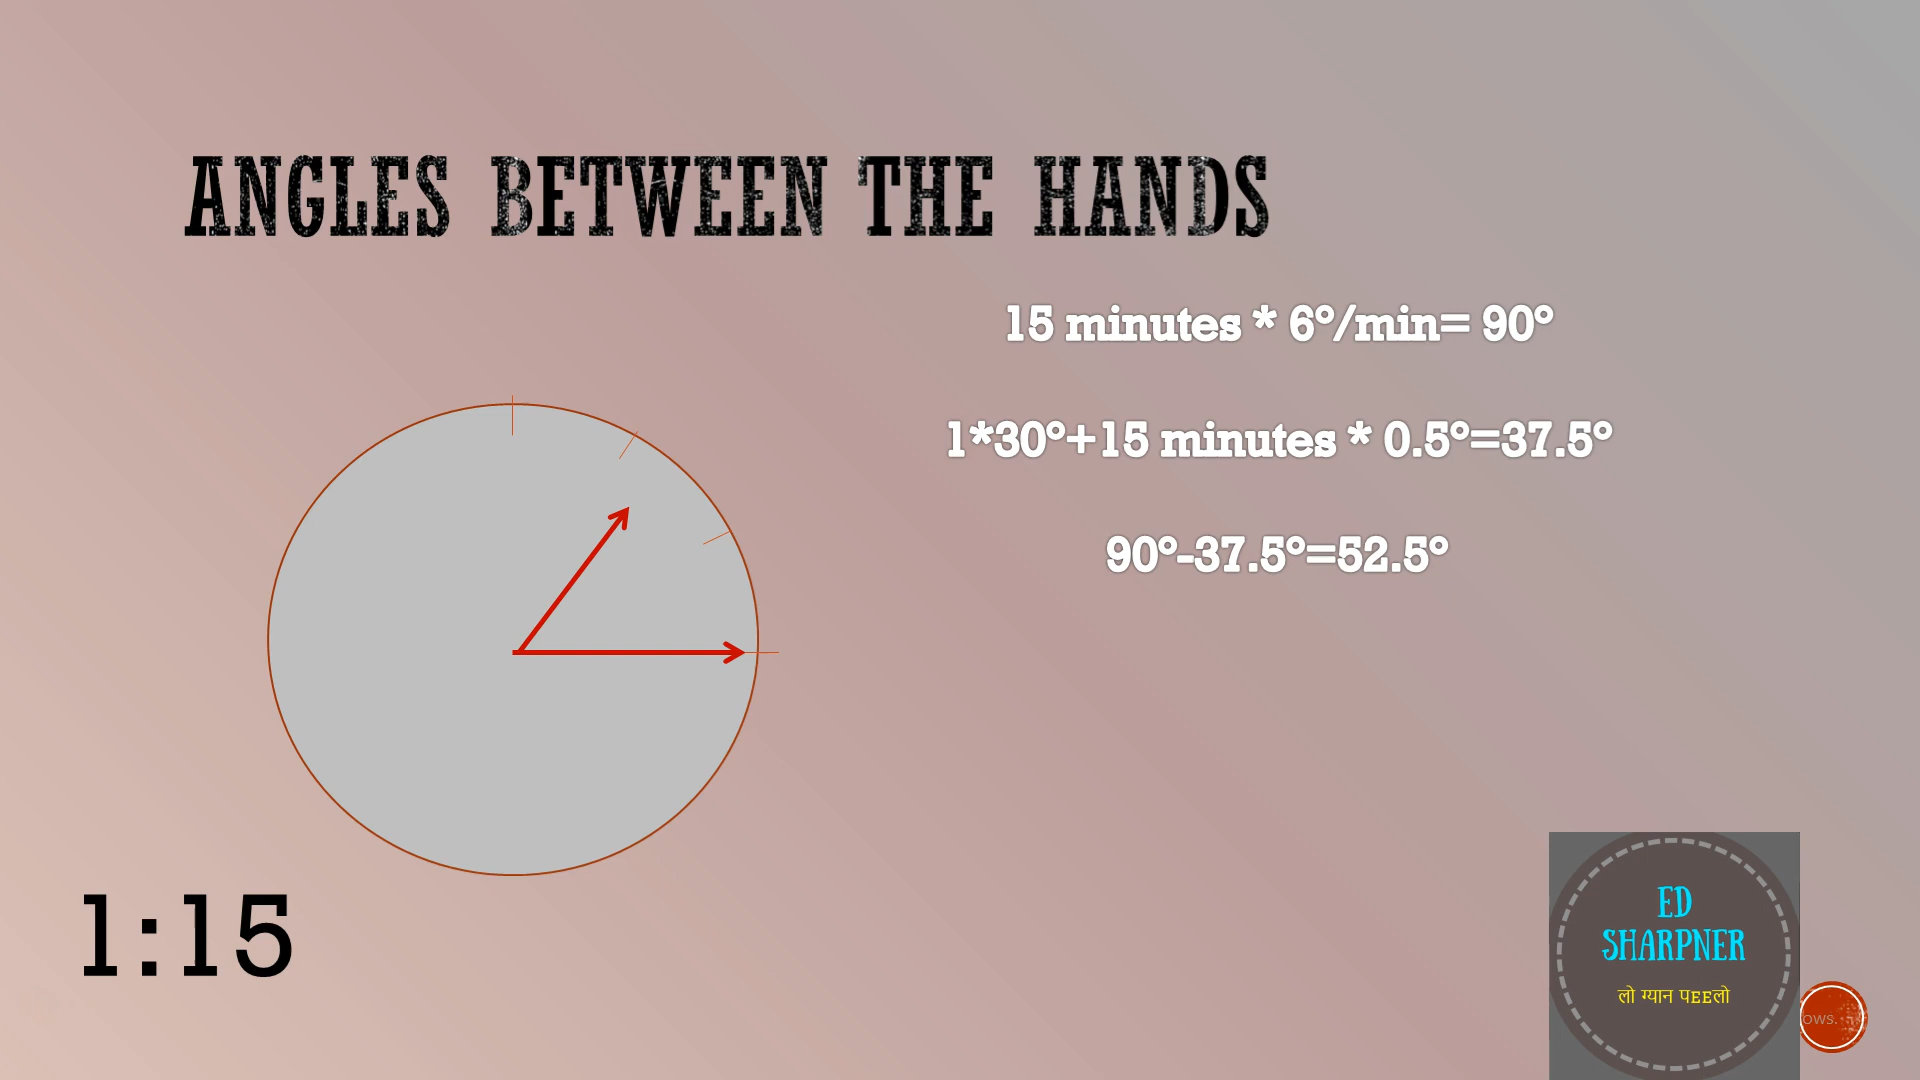 ANGLES BETWEEN THE HANDS
15 minutes * 6°/min= 90°
1*30°+15 minutes * 0.5°=37.5°
90°-37.5°=52.5°
1:15
ED
SHARPNER
लो ग्यान पEEलो
ows.